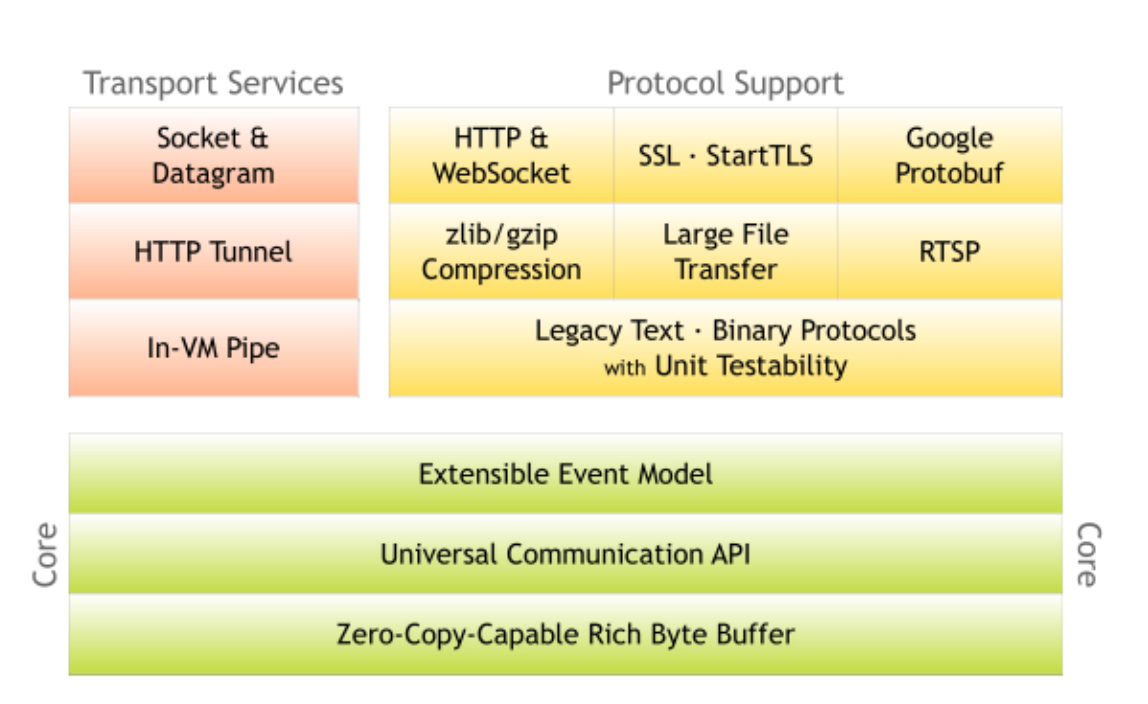 Transport Services
Socket &
Datagram
HTTP Tunnel
In-VM Pipe
Protocol Support
HTTP &
WebSocket
SSL · StartTLS
Google
Protobuf
zlib/gzip
Compression
Large File
Transfer
RTSP
Legacy Text · Binary Protocols
with Unit Testability
Core
Extensible Event Model
Universal Communication API
Zero-Copy-Capable Rich Byte Buffer
Core